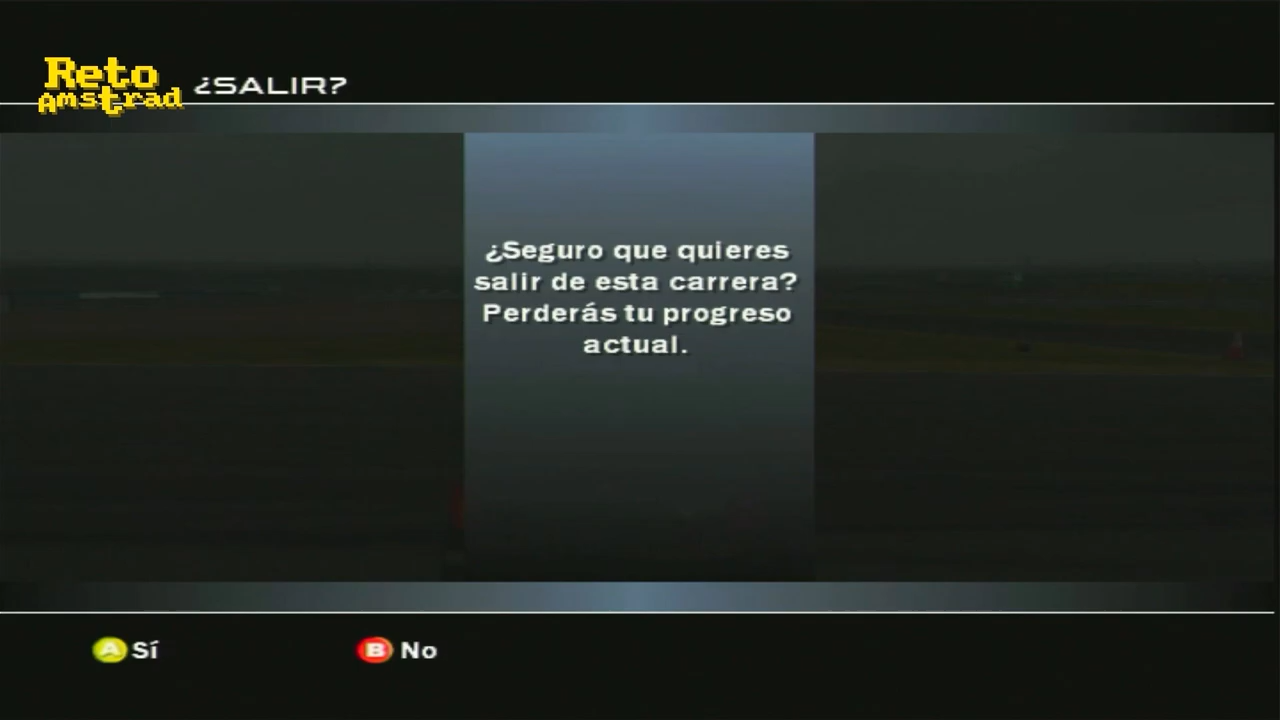 Reto
Amstrad
¿SALIR?
¿Seguro que quieres
salir de esta carrera?
Perderás tu progreso
actual.
A Sí
B No